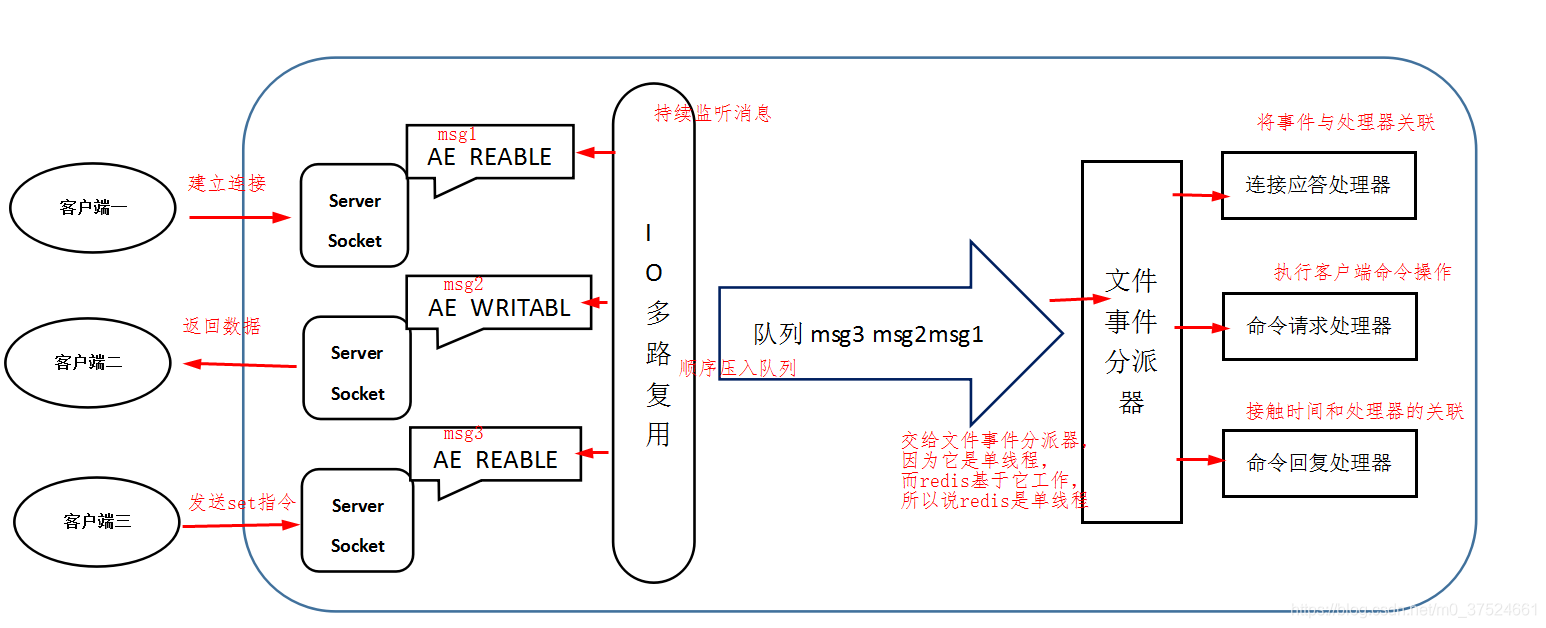 客户端一
建立连接
Server
Socket
msg1
AE REABLE
客户端二
返回数据
Server
Socket
msg2
AE WRITABL
客户端三
发送set指令
Server
Socket
msg3
AE REABLE
持续监听消息
I
O
多
路
复
用
队列 msg3 msg2msg1
顺序压入队列
交给文件事件分派器，
因为它是单线程，
而redis基于它工作，
所以说redis是单线程
文件
事件
分派
器
将事件与处理器关联
连接应答处理器
执行客户端命令操作
命令请求处理器
接触时间和处理器的关联
命令回复处理器
https://blog.csdn.net/m0_37524661